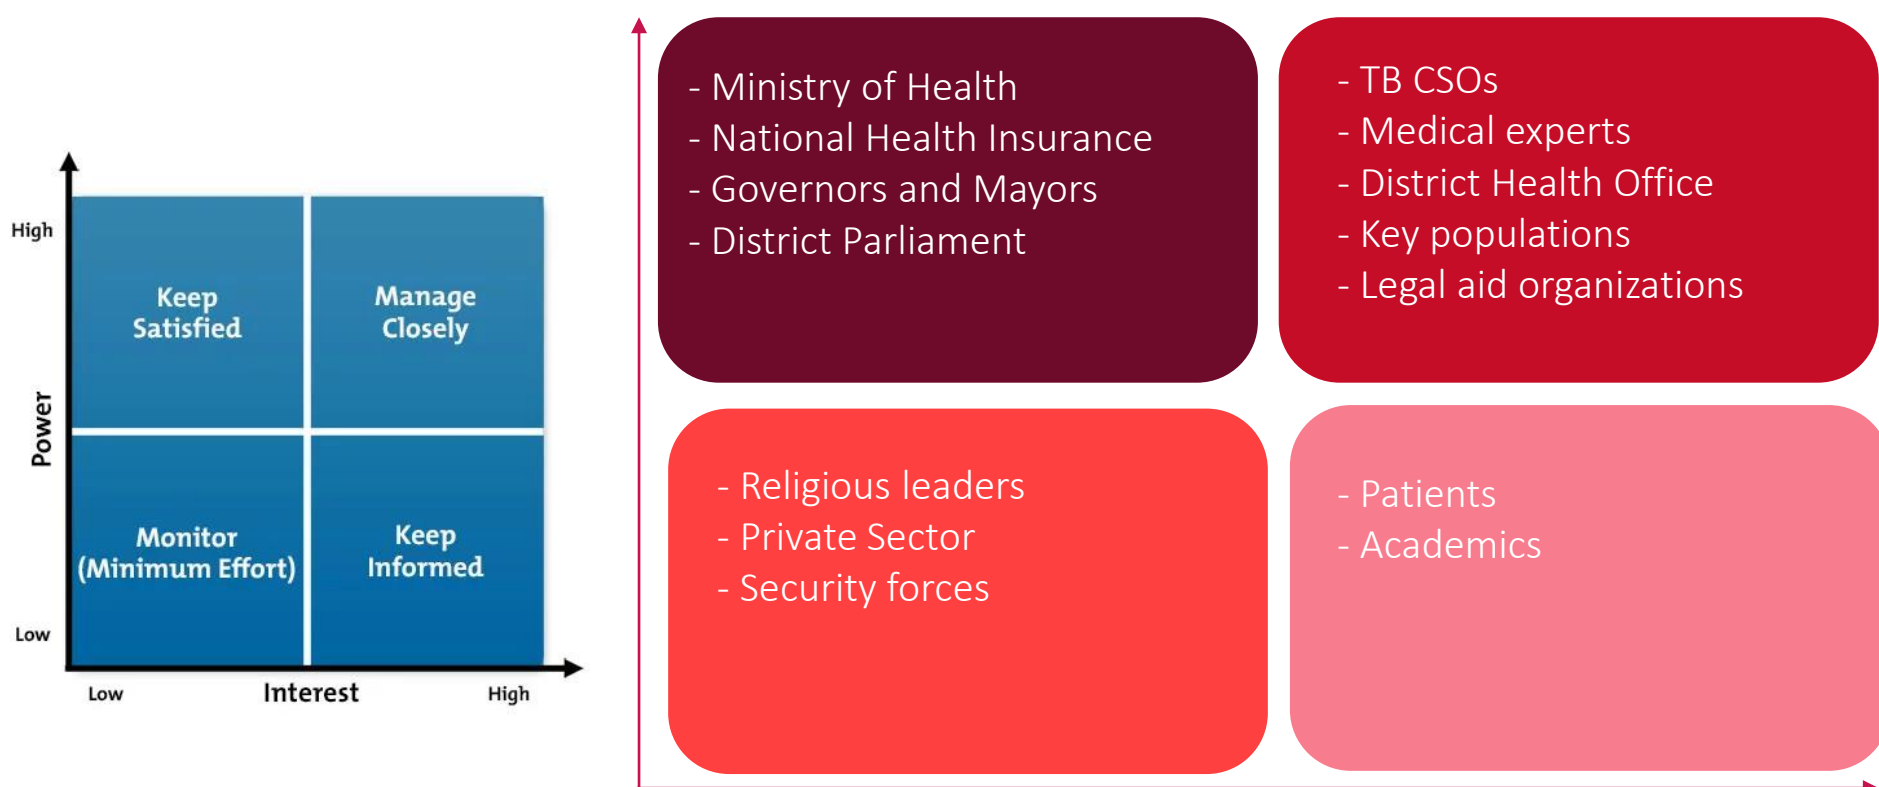 High
Keep
Satisfied
Manage
Closely
Power
Monitor
(Minimum Effort)
Keep
Informed
Low
Low
Interest
High
- Ministry of Health
- National Health Insurance
- Governors and Mayors
- District Parliament
- TB CSOs
- Medical experts
- District Health Office
- Key populations
- Legal aid organizations
- Religious leaders
- Private Sector
- Security forces
- Patients
- Academics